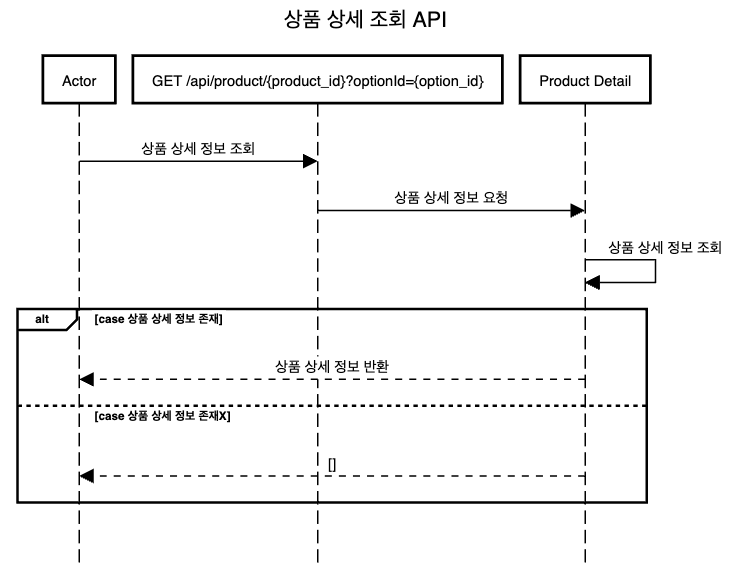 상품 상세 조회 API
Actor
GET /api/product/{product_id}?optionId={option_id}
Product Detail
상품 상세 정보 조회
상품 상세 정보 요청
상품 상세 정보 조회
alt
[case 상품 상세 정보 존재]
상품 상세 정보 반환
[case 상품 상세 정보 존재X]
[]